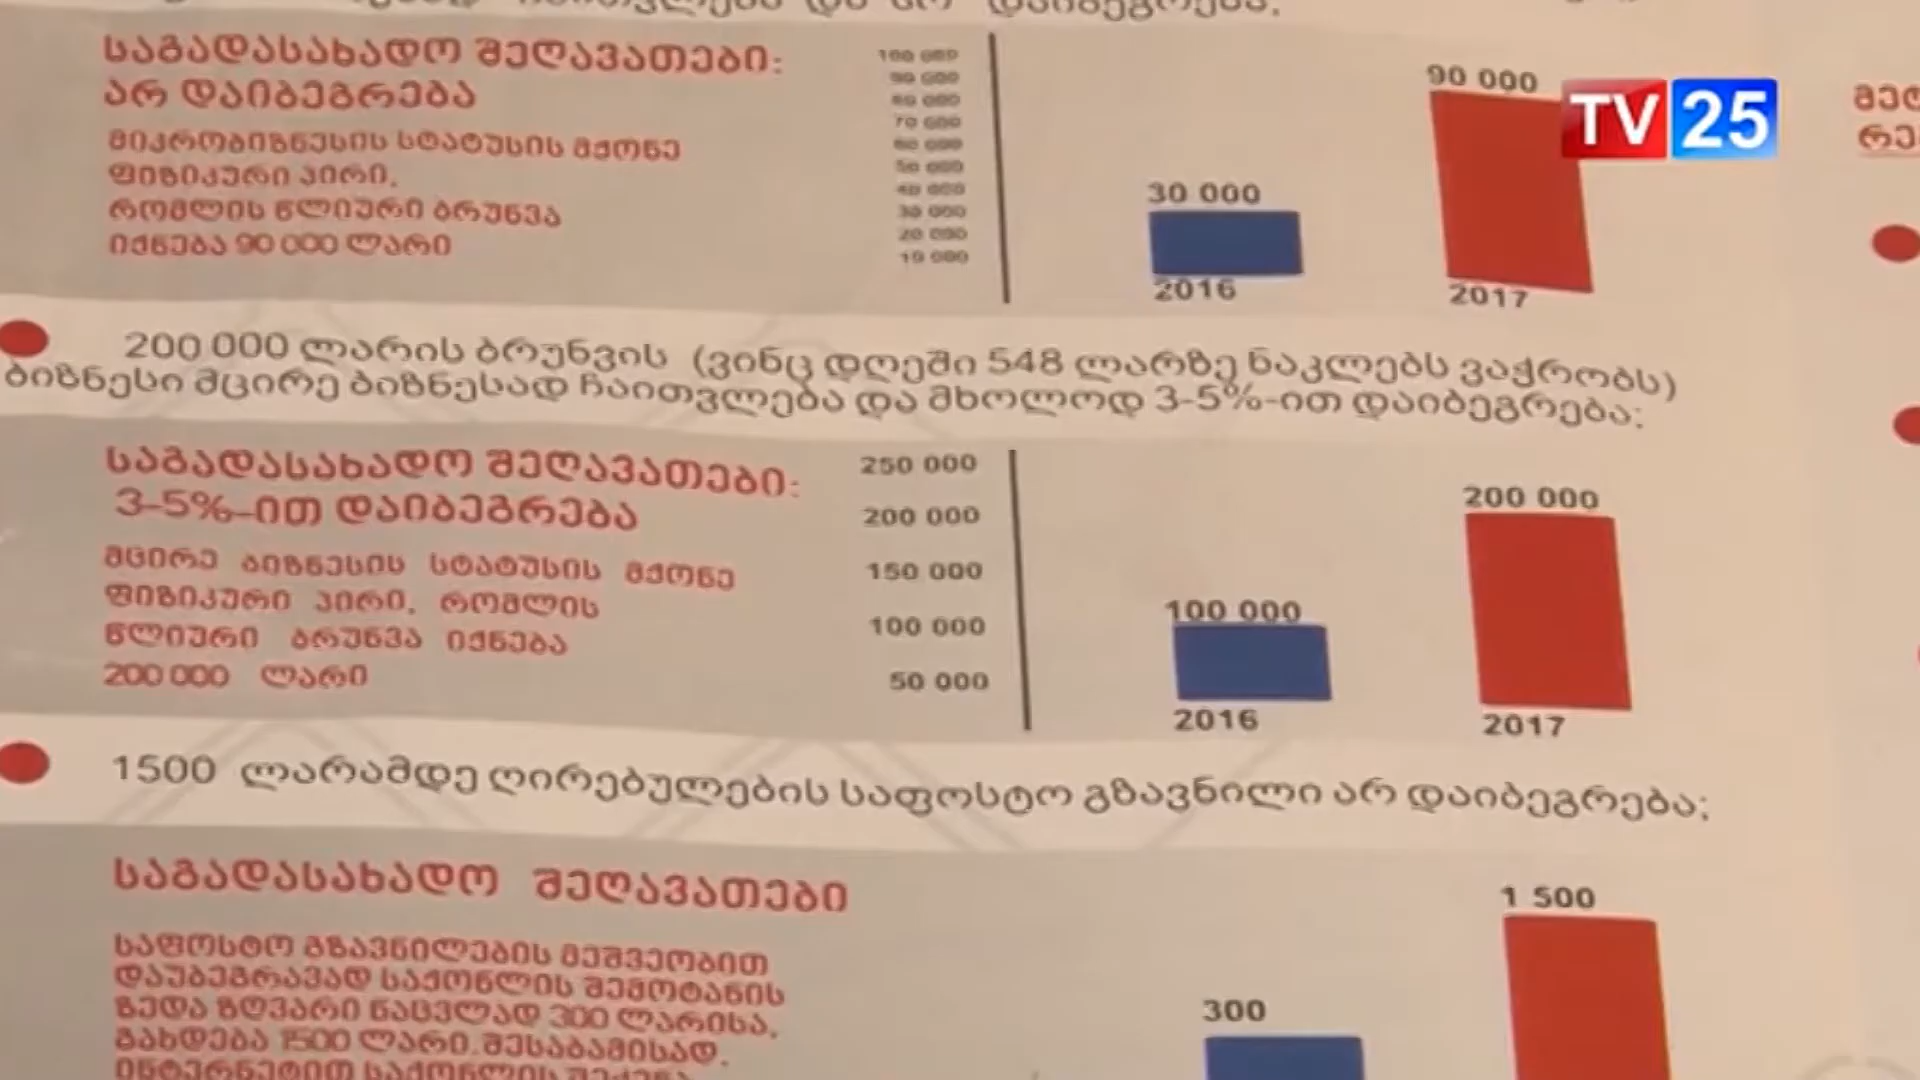 დაიბეგრება;
საგადასახადო შეღავათები:
არ დაიბეგრება
მიკრობიზნესის სტატუსის მქონე
ფიზიკური პირი,
რომლის წლიური ბრუნვა
იქნება 90 000 ლარი
100 000
90 000
80 000
70 000
60 000
50 000
40 000
30 000
20 000
10 000
30 000
2016
90 000
2017
TV 25
200 000 ლარის ბრუნვის (ვინც დღეში 548 ლარზე ნაკლებს ვაჭრობს)
ბიზნესი მცირე ბიზნესად ჩაითვლება და მხოლოდ 3-5%-ით დაიბეგრება;
საგადასახადო შეღავათები:
3-5%-ით დაიბეგრება
მცირე ბიზნესის სტატუსის მქონე
ფიზიკური პირი, რომლის
წლიური ბრუნვა იქნება
200 000 ლარი
250 000
200 000
150 000
100 000
50 000
100 000
2016
200 000
2017
1500 ლარამდე ღირებულების საფოსტო გზავნილი არ დაიბეგრება;
საგადასახადო შეღავათები
საფოსტო გზავნილების მეშვეობით
დაუბეგრავად საქონლის შემოტანის
ზედა ზღვარი ნაცვლად 300 ლარისა,
გახდება 1500 ლარი. შესაბამისად,
ინტერნეტით საქონლის შეძენა
300
1 500